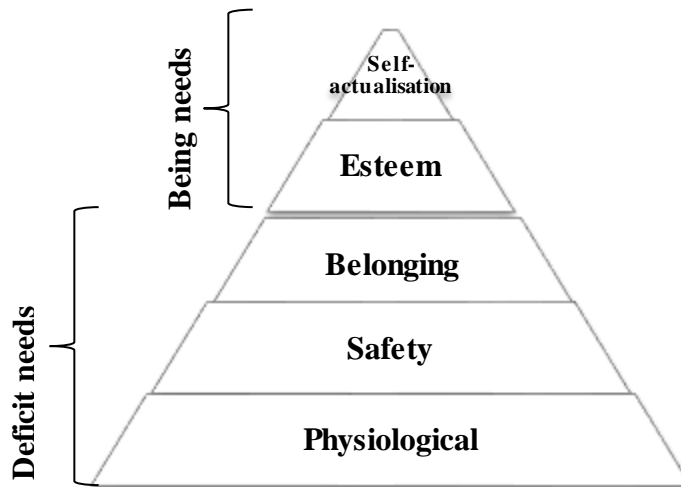 Being needs
Self-
actualisation
Esteem
Deficit needs
Belonging
Safety
Physiological